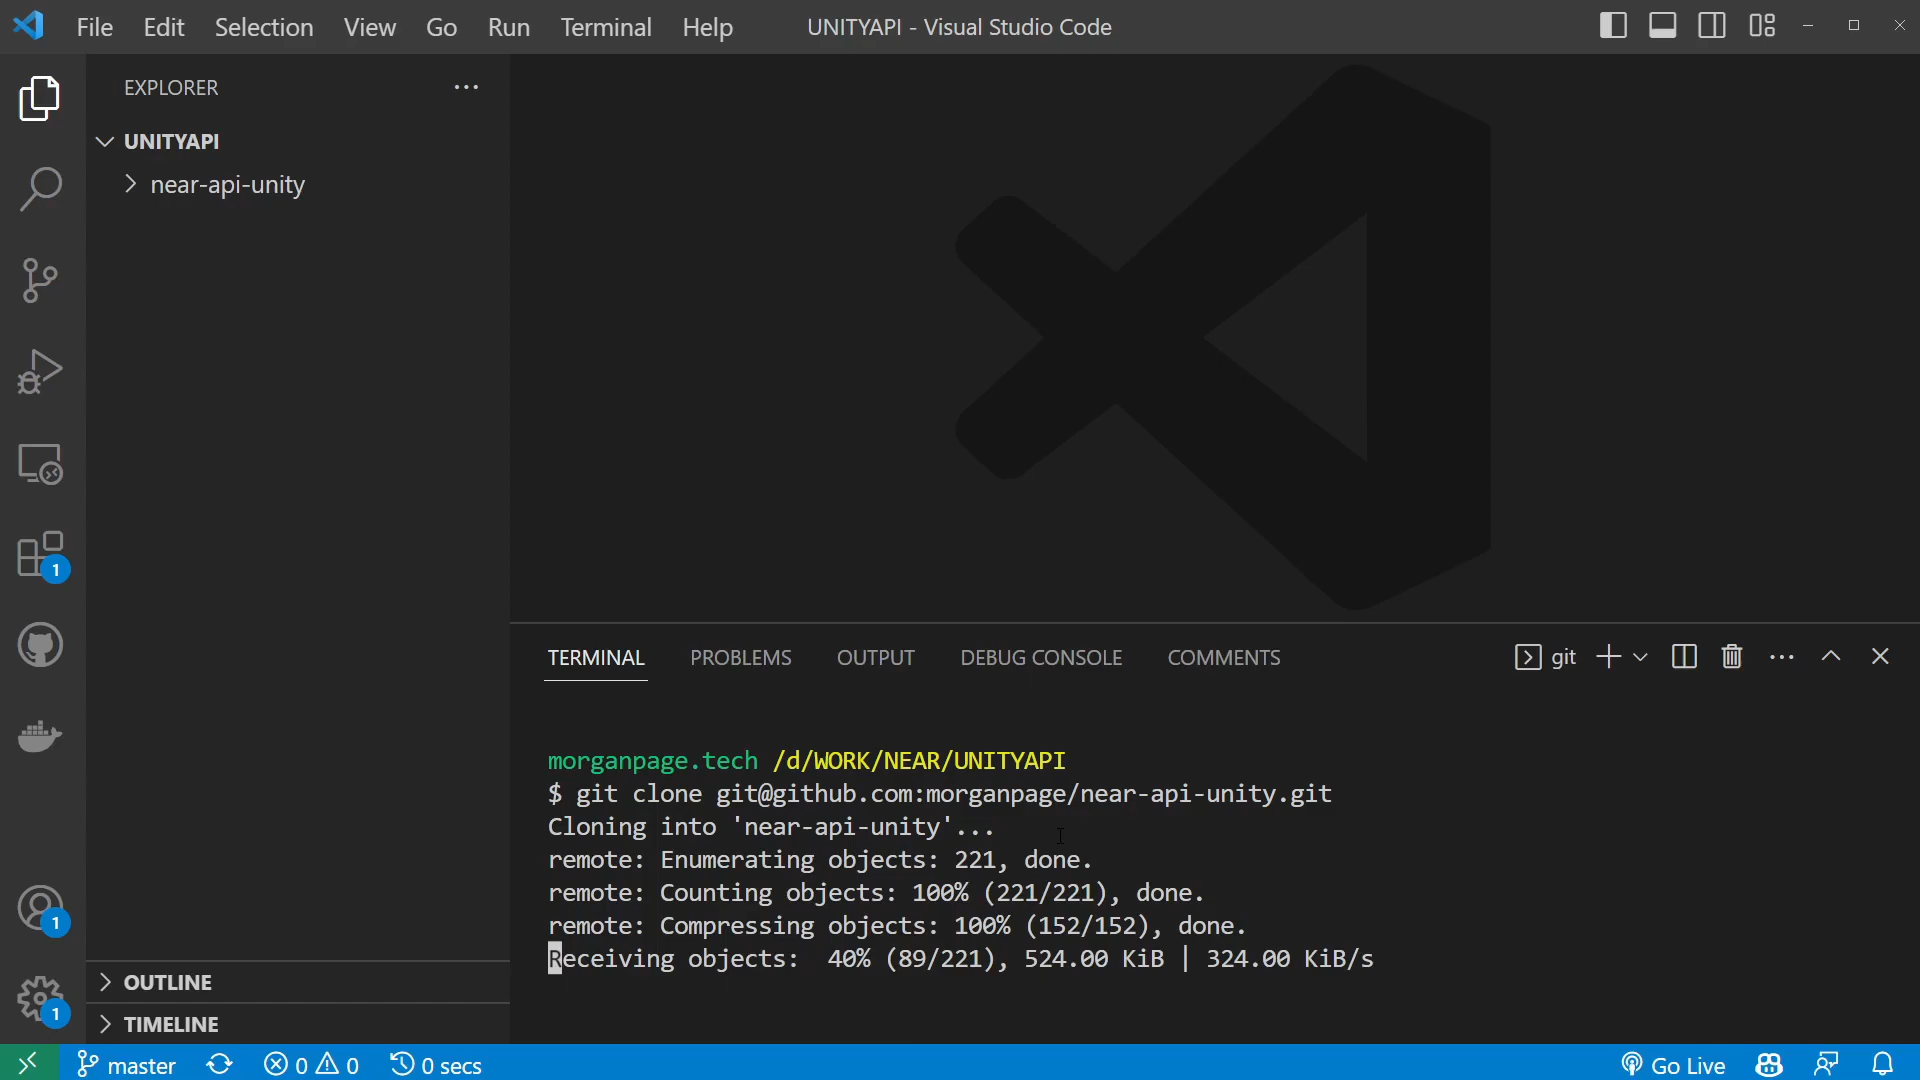 File Edit Selection View Go Run Terminal Help UNITYAPI - Visual Studio Code
EXPLORER
UNITYAPI
near-api-unity
1
1
1
OUTLINE
TIMELINE
TERMINAL PROBLEMS OUTPUT DEBUG CONSOLE COMMENTS git
morganpage.tech /d/WORK/NEAR/UNITYAPI
$ git clone git@github.com:morganpage/near-api-unity.git
Cloning into 'near-api-unity'...
remote: Enumerating objects: 221, done.
remote: Counting objects: 100% (221/221), done.
remote: Compressing objects: 100% (152/152), done.
Receiving objects:  40% (89/221), 524.00 KiB | 324.00 KiB/s
master 0 0 0 secs Go Live